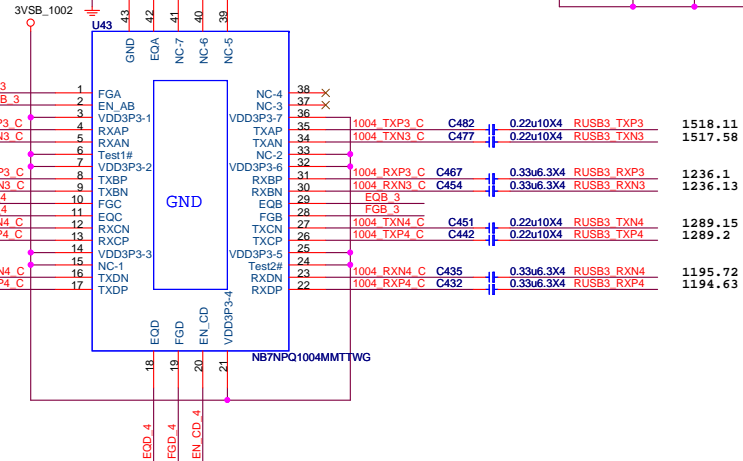 3VSB_1002
U43
43 GND
42 EQA
41 NC-7
40 NC-6
39 NC-5
1 FGA
2 EN_AB
3 VDD3P3-1
4 RXAP
5 RXAN
6 Test1#
7 VDD3P3-2
8 TXBP
9 TXBN
10 FGC
11 EQC
12 RXCN
13 RXCP
14 VDD3P3-3
15 NC-1
16 TXDN
17 TXDP
GND
NC-4 38
NC-3 37
VDD3P3-7 36
TXAP 35 1004_TXP3_C C482 0.22u10X4 RUSB3_TXP3 1518.11
TXAN 34 1004_TXN3_C C477 0.22u10X4 RUSB3_TXN3 1517.58
NC-2 33
VDD3P3-6 32
RXBP 31 1004_RXP3_C C467 0.33u6.3X4 RUSB3_RXP3 1236.1
RXBN 30 1004_RXN3_C C454 0.33u6.3X4 RUSB3_RXN3 1236.13
EQB 29 EQB_3
FGB 28 FGB_3
TXCN 27 1004_TXN4_C C451 0.22u10X4 RUSB3_TXN4 1289.15
TXCP 26 1004_TXP4_C C442 0.22u10X4 RUSB3_TXP4 1289.2
VDD3P3-5 25
Test2# 24
RXDN 23 1004_RXN4_C C435 0.33u6.3X4 RUSB3_RXN4 1195.72
RXDP 22 1004_RXP4_C C432 0.33u6.3X4 RUSB3_RXP4 1194.63
EQD 18
FGD 19
EN_CD 20
VDD3P3-4 21
NB7NPQ1004MMTTWG
EQD_4
FGD_4
EN_CD_4